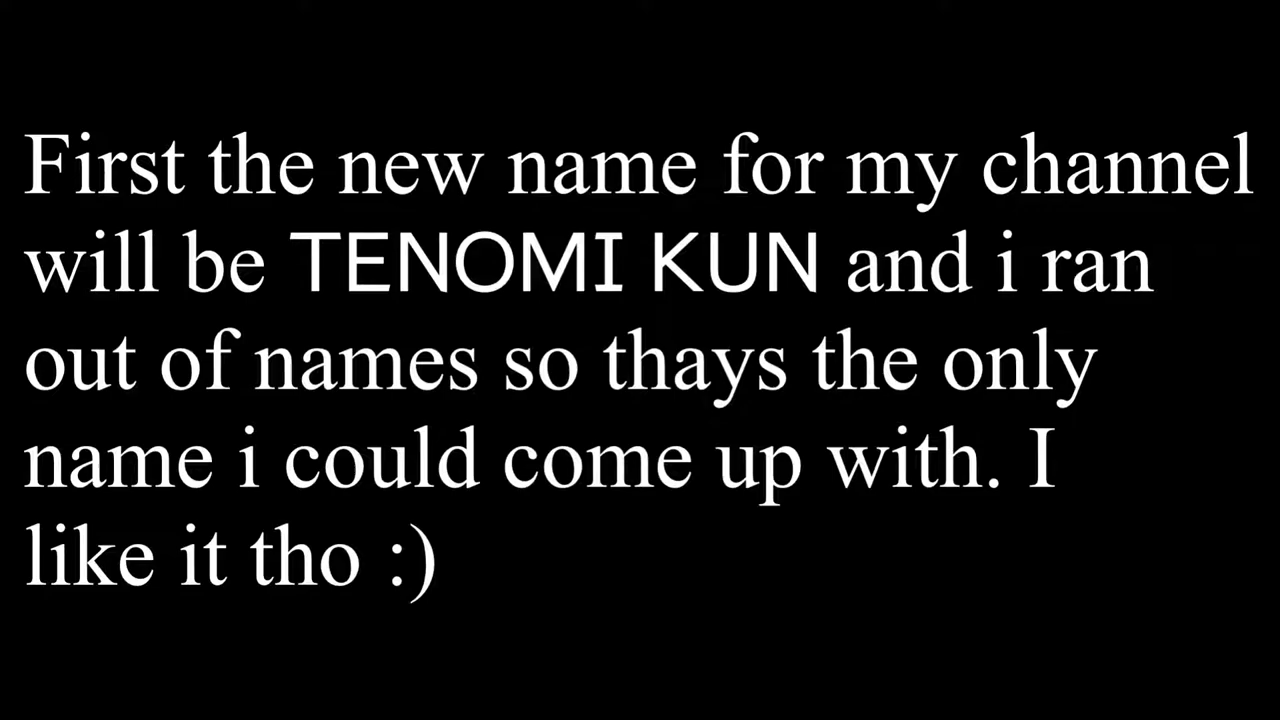 First the new name for my channel
will be TENOMI KUN and i ran
out of names so thays the only
name i could come up with. I
like it tho :)